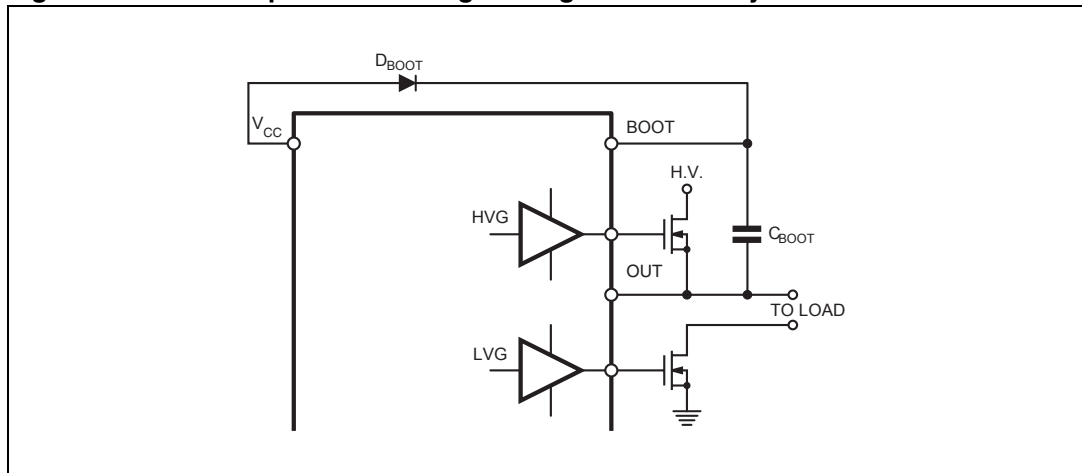 D_BOOT
V_CC
BOOT
H.V.
HVG
C_BOOT
OUT
TO LOAD
LVG